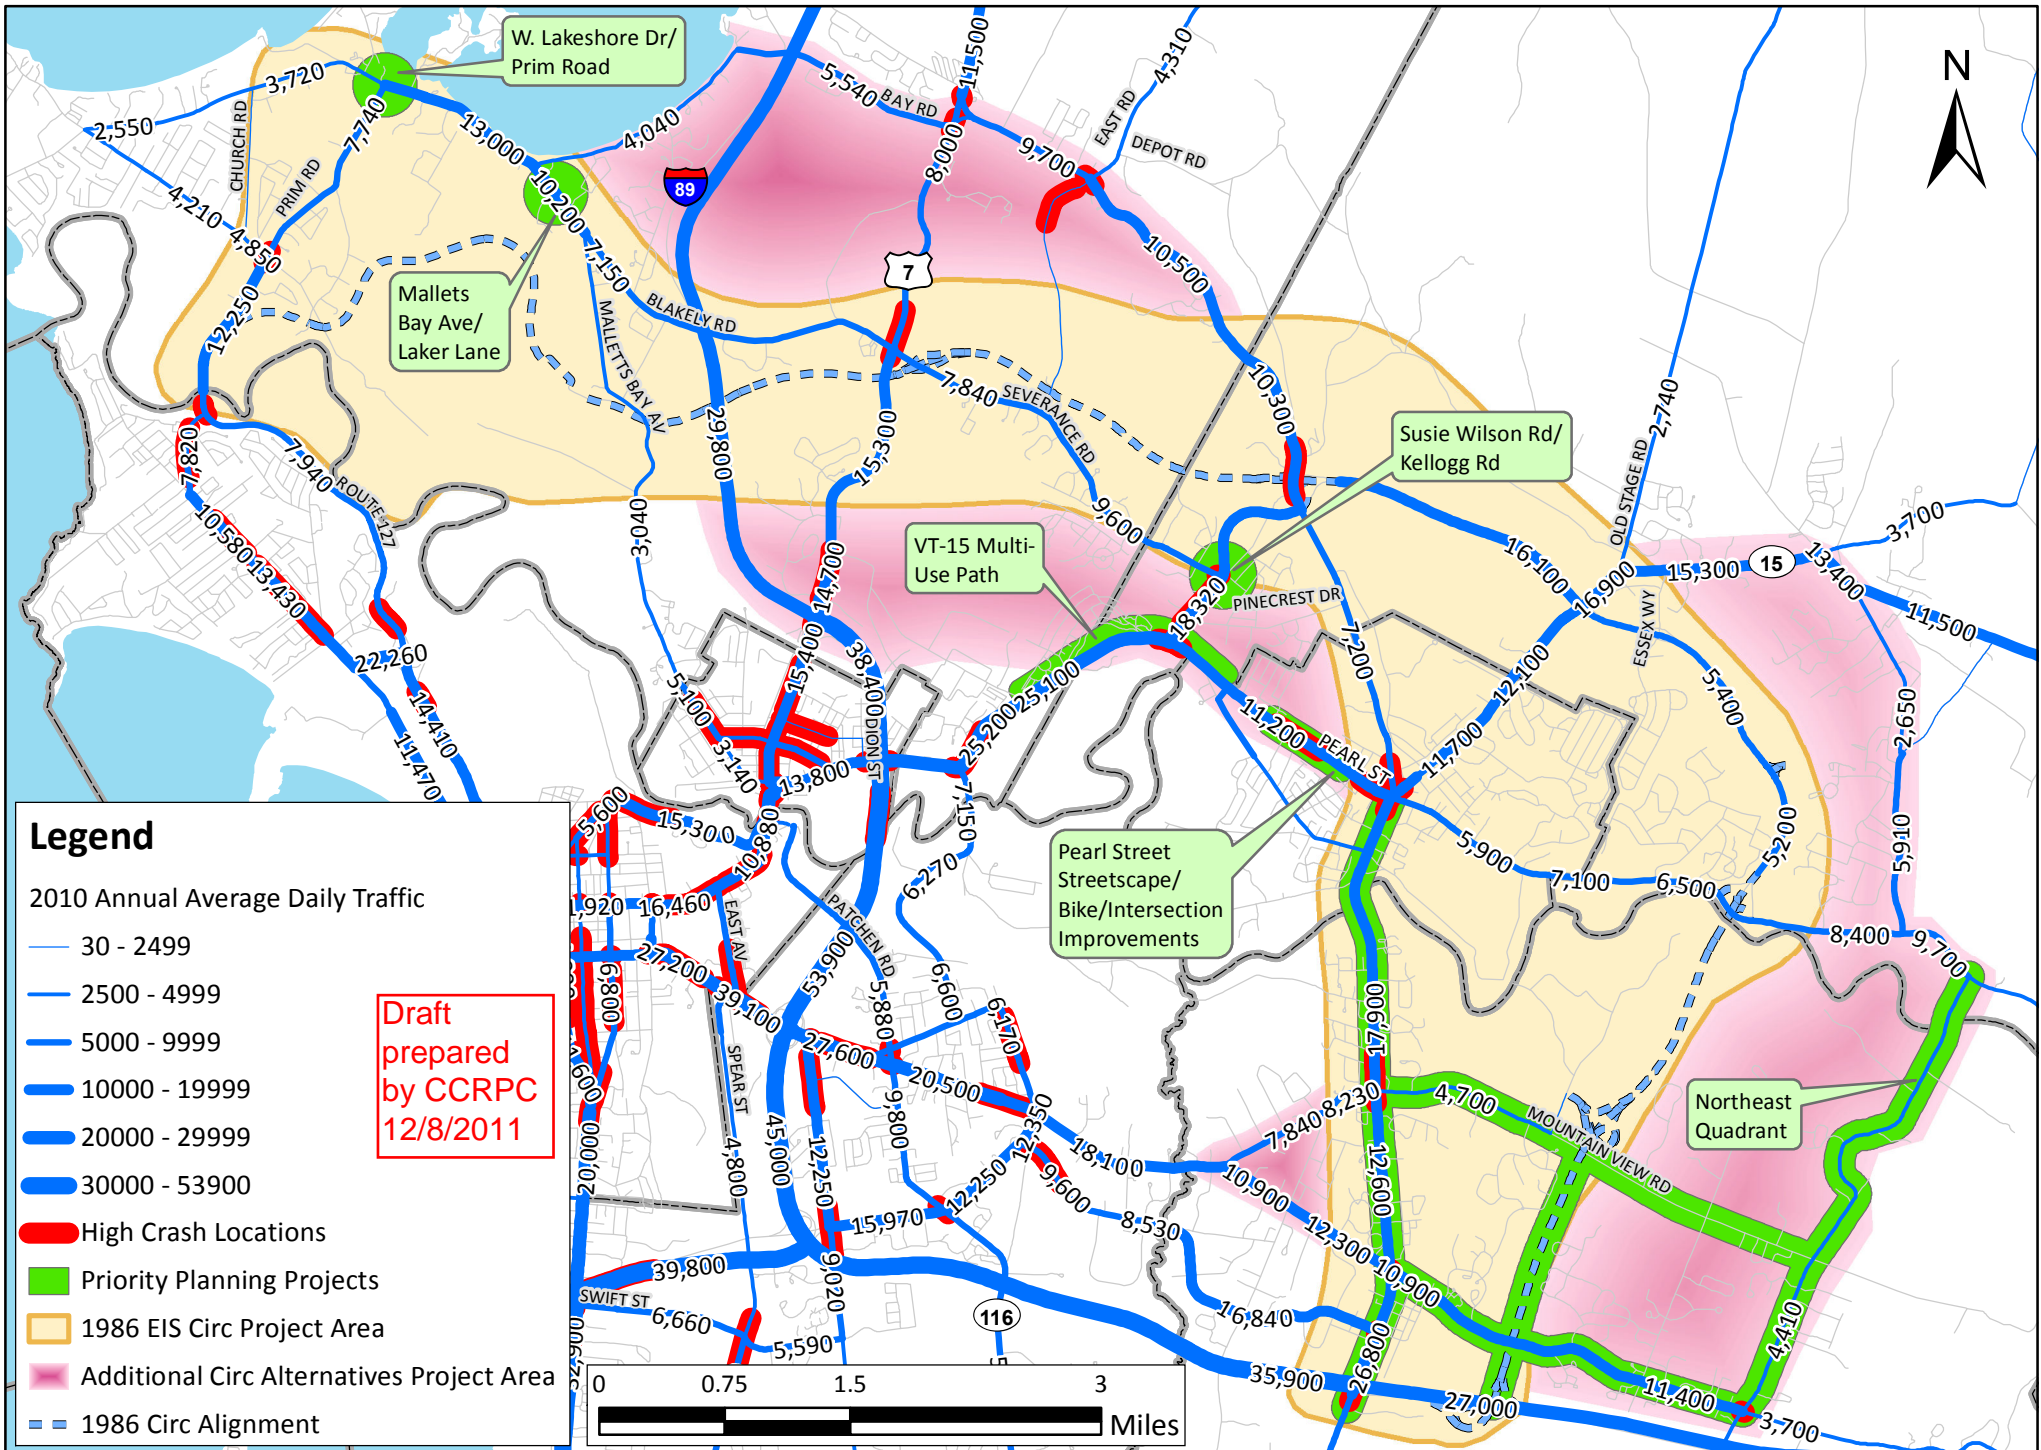 W. Lakeshore Dr/
Prim Road
N
3,720
2,550
7,740
13,000
4,040
5,540
BAY RD
11,500
8,000
9,700
EAST RD
4,310
DEPOT RD
CHURCH RD
PRIM RD
4,210
4,850
10,200
7,150
89
7
10,500
12,250
Mallets
Bay Ave/
Laker Lane
BLAKELY RD
MALLETTS BAY AV
7,840
SEVERANCE RD
10,300
2,740
29,800
15,300
Susie Wilson Rd/
Kellogg Rd
OLD STAGE RD
7,820
7,940
ROUTE 127
10,580
13,430
3,040
9,600
VT-15 Multi-
Use Path
14,700
18,320
PINECREST DR
16,100
16,900
15,300
15
13,400
3,700
11,500
ESSEX WY
22,260
14,410
11,470
5,100
3,140
15,400
38,400
DION ST
13,800
25,200
25,100
7,150
11,200
PEARL ST
7,200
11,700
12,100
5,400
2,650
5,910
5,200
5,900
7,100
6,500
8,400
9,700
Pearl Street
Streetscape/
Bike/Intersection
Improvements
5,600
15,300
10,880
1,920
16,460
EAST AV
27,200
39,100
6,800
PATCHEN RD
53,900
5,880
6,270
6,600
6,170
27,600
20,500
12,350
9,800
SPEAR ST
4,800
45,000
12,250
15,970
12,250
9,600
18,100
8,530
16,840
20,000
1,600
39,800
SWIFT ST
6,660
5,590
9,020
116
35,900
26,800
27,000
17,900
8,230
7,840
10,900
12,300
12,600
10,900
4,700
MOUNTAIN VIEW RD
Northeast
Quadrant
4,410
11,400
3,700
Legend
2010 Annual Average Daily Traffic
30 - 2499
2500 - 4999
5000 - 9999
10000 - 19999
20000 - 29999
30000 - 53900
High Crash Locations
Priority Planning Projects
1986 EIS Circ Project Area
Additional Circ Alternatives Project Area
1986 Circ Alignment
Draft
prepared
by CCRPC
12/8/2011
0 0.75 1.5 3
Miles